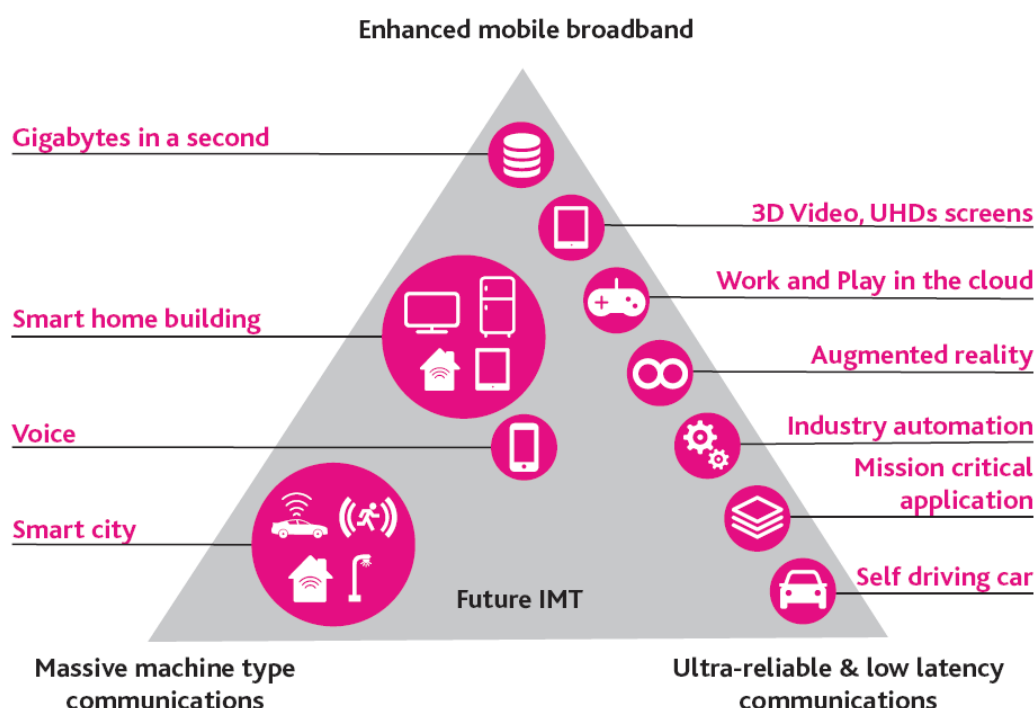 Enhanced mobile broadband
Gigabytes in a second
3D Video, UHDs screens
Work and Play in the cloud
Smart home building
Augmented reality
Voice
Industry automation
Mission critical
application
Smart city
Self driving car
Future IMT
Massive machine type
communications
Ultra-reliable & low latency
communications